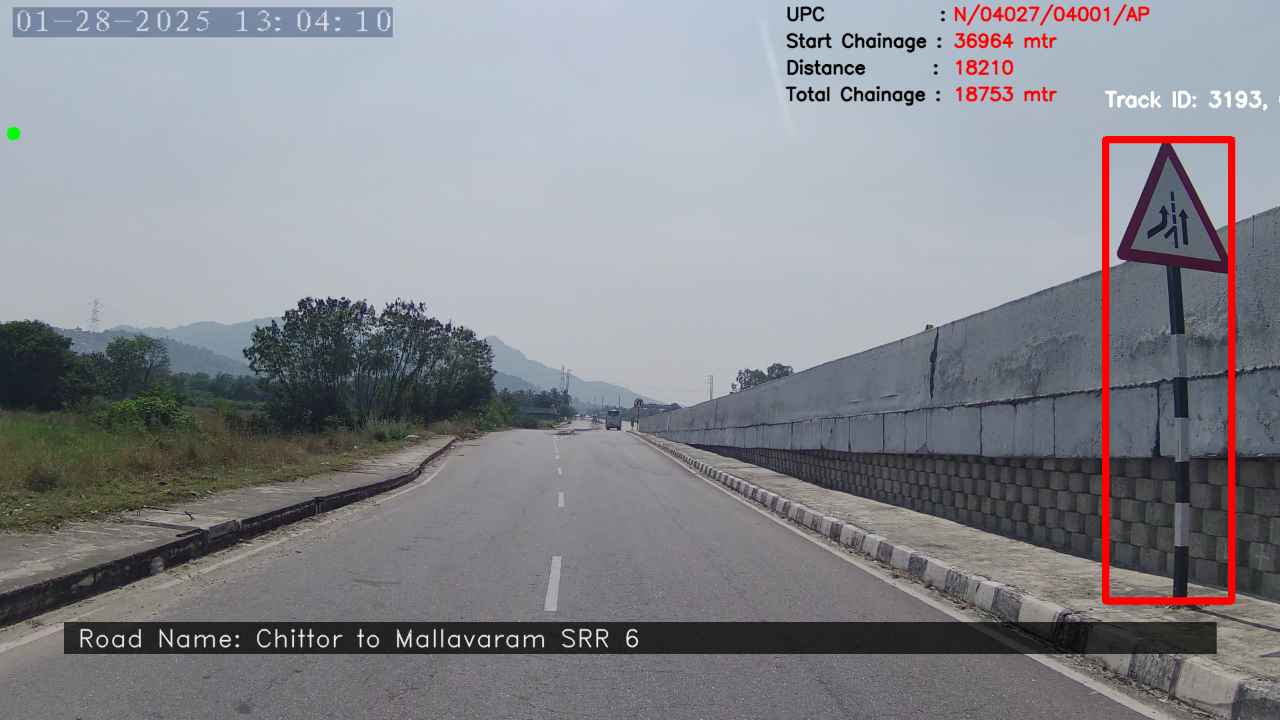 01-28-2025 13:04:10
UPC : N/04027/04001/AP
Start Chainage : 36964 mtr
Distance : 18210
Total Chainage : 18753 mtr
Track ID: 3193,
Road Name: Chittor to Mallavaram SRR 6